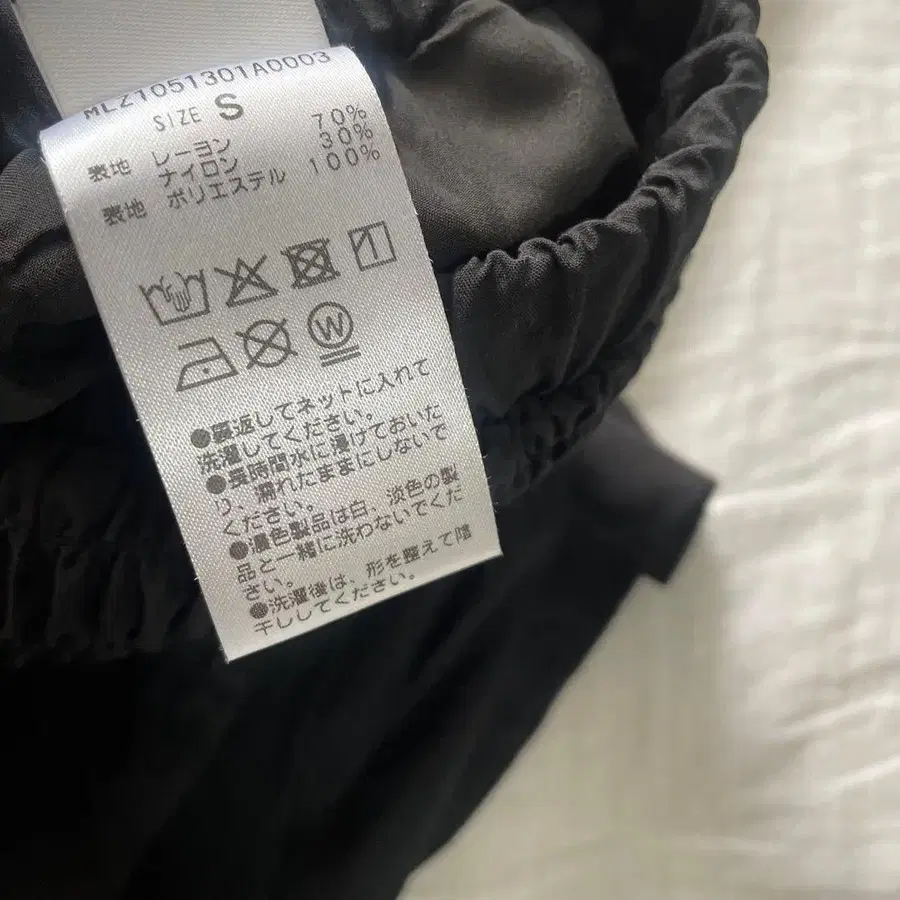 MLZ1051301A0003
SIZE S
表地 レーヨン 70%
ナイロン 30%
表地 ポリエステル 100%
W
●裏返してネットに入れて
洗濯してください。
●長時間水に浸けておいた
り、濡れたままにしないで
ください。
●濃色製品は白、淡色の製
品と一緒に洗わないでくだ
さい。
●洗濯後は、形を整えて陰
干ししてください。